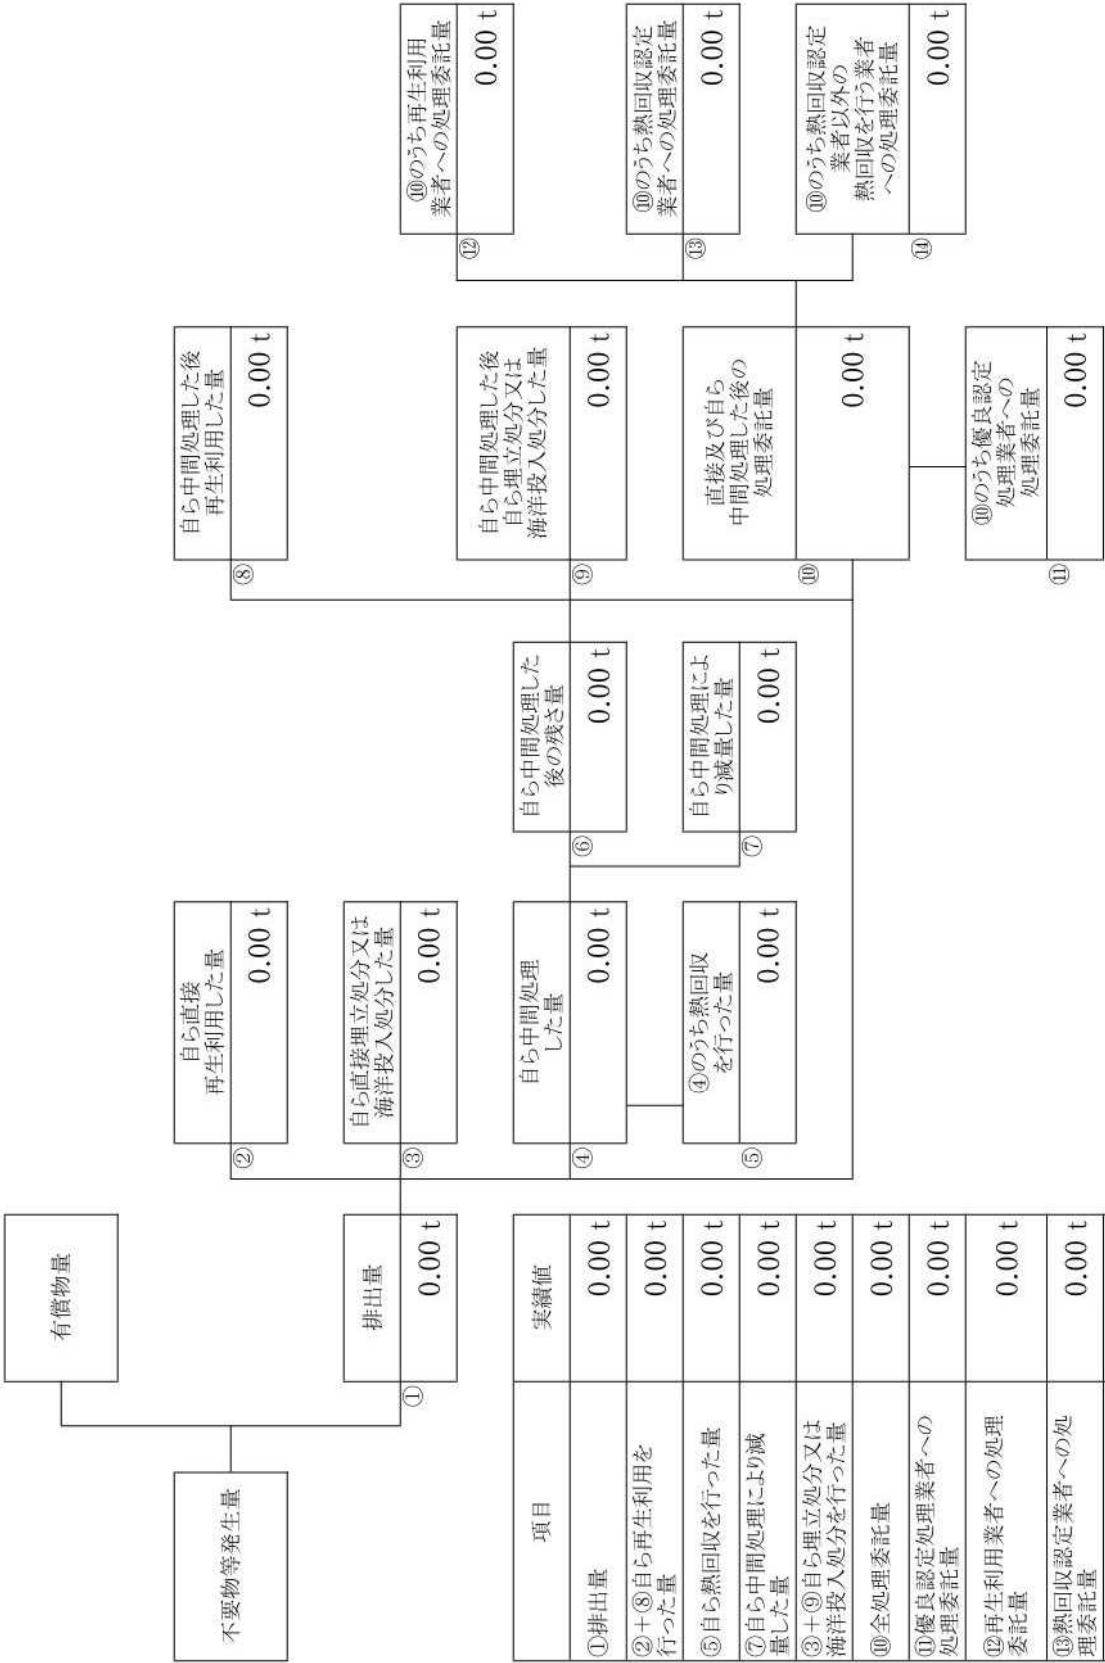 不要物等発生量
有償物量
①
排出量
0.00 t
②
自ら直接
再生利用した量
0.00 t
③
自ら直接埋立処分又は
海洋投入処分した量
0.00 t
④
自ら中間処理
した量
0.00 t
⑤
④のうち熱回収
を行った量
0.00 t
⑥
自ら中間処理した
後の残さ量
0.00 t
⑦
自ら中間処理によ
り減量した量
0.00 t
⑧
自ら中間処理した後
再生利用した量
0.00 t
⑨
自ら中間処理した後
自ら埋立処分又は
海洋投入処分した量
0.00 t
⑩
直接及び自ら
中間処理した後の
処理委託量
0.00 t
⑪
⑩のうち優良認定
処理業者への
処理委託量
0.00 t
⑫
⑩のうち再生利用
業者への処理委託量
0.00 t
⑬
⑩のうち熱回収認定
業者への処理委託量
0.00 t
⑭
⑩のうち熱回収認定
業者以外の
熱回収を行う業者
への処理委託量
0.00 t
項目
実績値
①排出量
0.00 t
②＋⑧自ら再生利用を
行った量
0.00 t
⑤自ら熱回収を行った量
0.00 t
⑦自ら中間処理により減
量した量
0.00 t
③＋⑨自ら埋立処分又は
海洋投入処分を行った量
0.00 t
⑩全処理委託量
0.00 t
⑪優良認定処理業者への
処理委託量
0.00 t
⑫再生利用業者への処理
委託量
0.00 t
⑬熱回収認定業者への処
理委託量
0.00 t